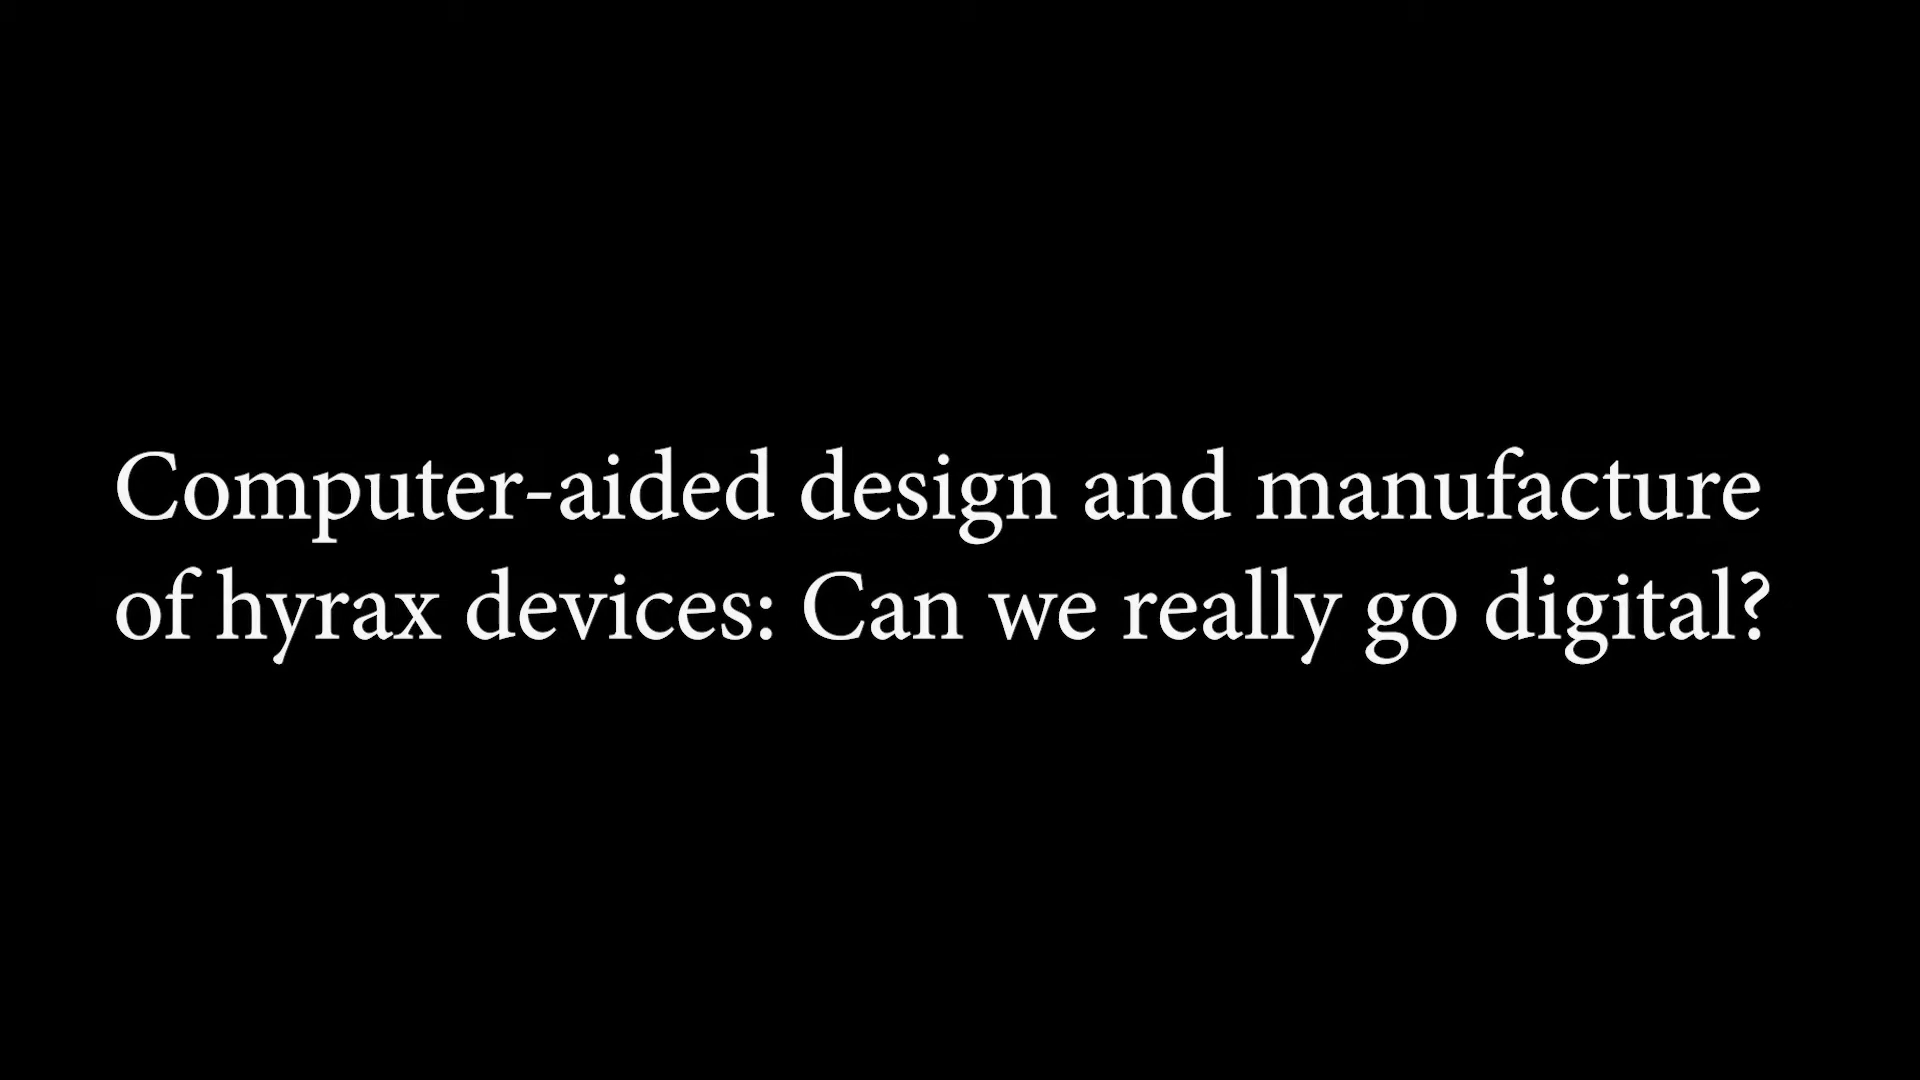 Computer-aided design and manufacture
of hyrax devices: Can we really go digital?